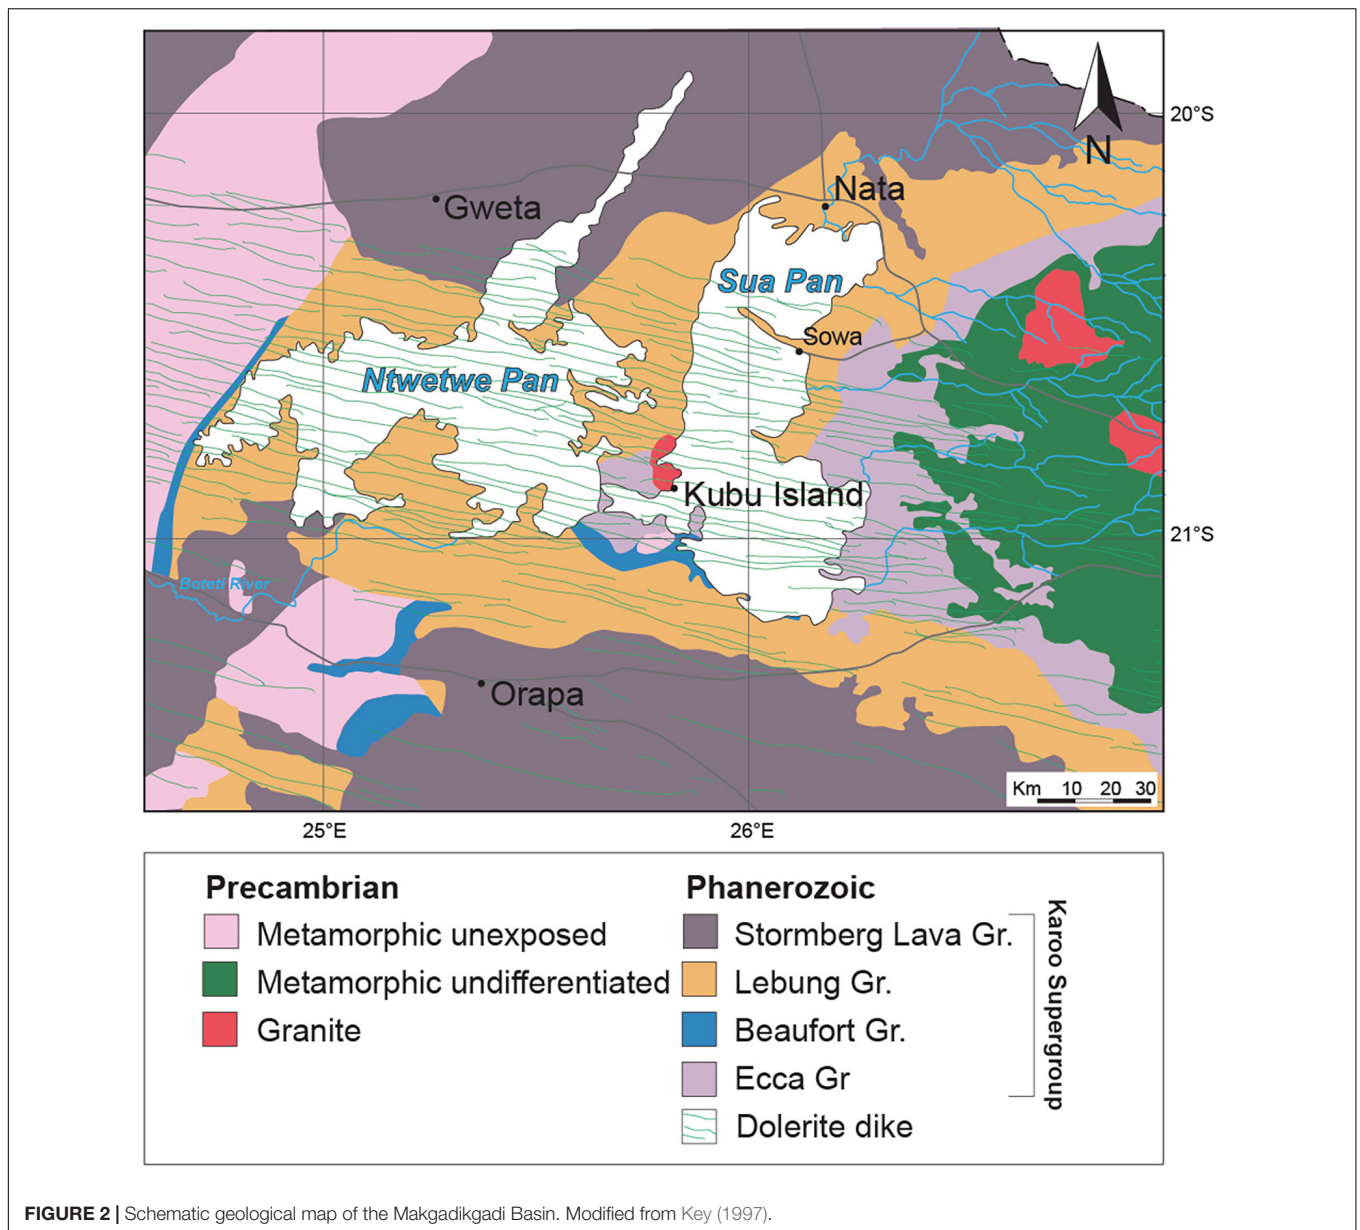 20°S
N
Nata
Gweta
Sua Pan
Sowa
Ntwetwe Pan
Kubu Island
21°S
Boteti River
Orapa
Km 10 20 30
25°E
26°E
Precambrian
Metamorphic unexposed
Metamorphic undifferentiated
Granite
Phanerozoic
Stormberg Lava Gr.
Lebung Gr.
Beaufort Gr.
Ecca Gr
Dolerite dike
Karoo Supergroup
FIGURE 2 | Schematic geological map of the Makgadikgadi Basin. Modified from Key (1997).